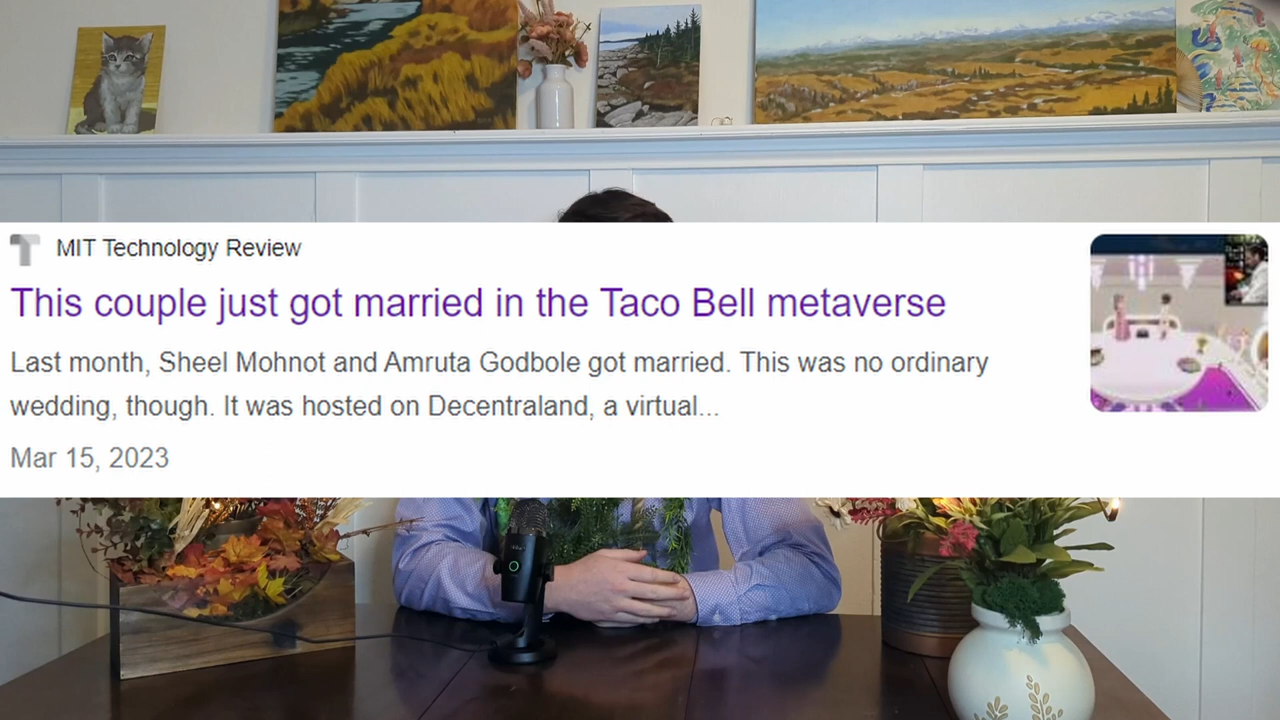 MIT Technology Review
This couple just got married in the Taco Bell metaverse
Last month, Sheel Mohnot and Amruta Godbole got married. This was no ordinary
wedding, though. It was hosted on Decentraland, a virtual...
Mar 15, 2023